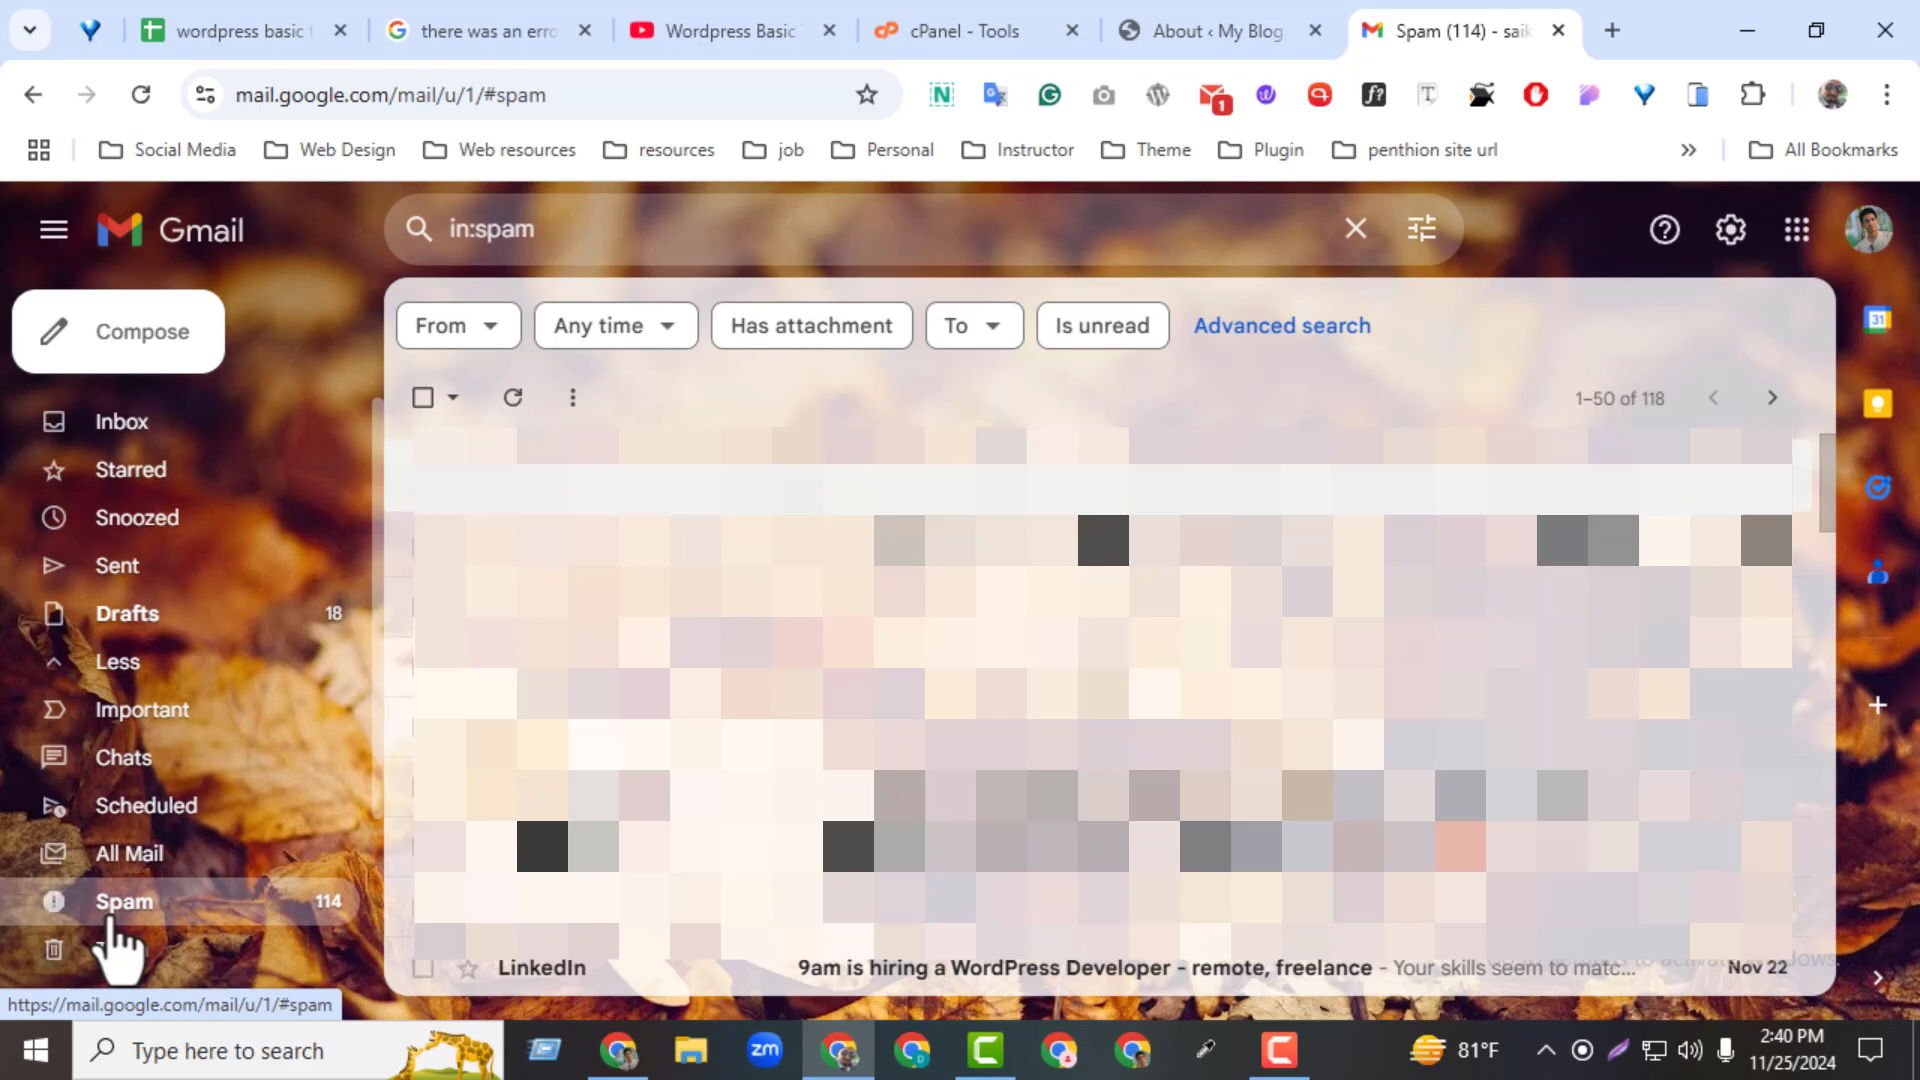 wordpress basic
there was an erro
Wordpress Basic
cPanel - Tools
About ‹ My Blog
Spam (114) - saik
mail.google.com/mail/u/1/#spam
1
Social Media
Web Design
Web resources
resources
job
Personal
Instructor
Theme
Plugin
penthion site url
All Bookmarks
Gmail
in:spam
Compose
From
Any time
Has attachment
To
Is unread
Advanced search
31
1–50 of 118
Inbox
Starred
Snoozed
Sent
Drafts 18
Less
Important
Chats
Scheduled
All Mail
Spam 114
LinkedIn 9am is hiring a WordPress Developer - remote, freelance - Your skills seem to matc... Nov 22
https://mail.google.com/mail/u/1/#spam
Type here to search
zm
81°F
2:40 PM
11/25/2024